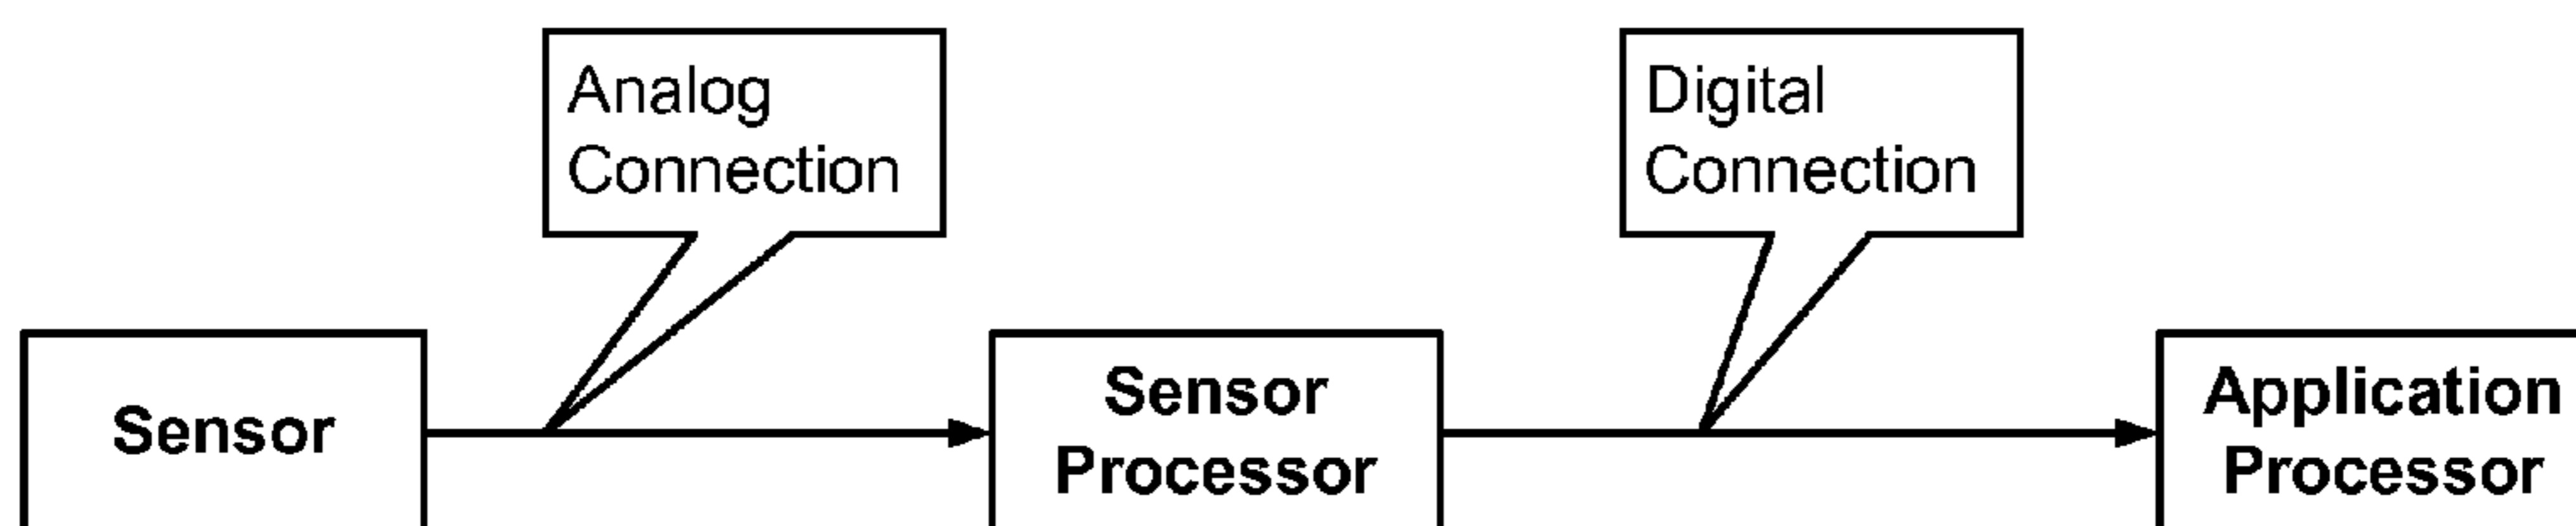 Analog
Connection
Digital
Connection
Sensor
Sensor
Processor
Application
Processor